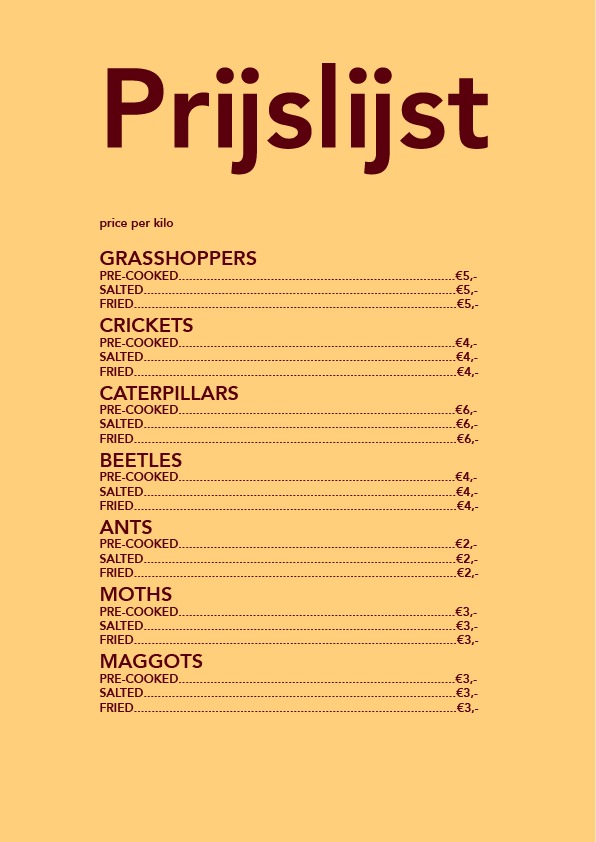 Prijslijst
price per kilo
GRASSHOPPERS
PRE-COOKED........................................................................................€5,-
SALTED....................................................................................................€5,-
FRIED.......................................................................................................€5,-
CRICKETS
PRE-COOKED........................................................................................€4,-
SALTED....................................................................................................€4,-
FRIED.......................................................................................................€4,-
CATERPILLARS
PRE-COOKED........................................................................................€6,-
SALTED....................................................................................................€6,-
FRIED.......................................................................................................€6,-
BEETLES
PRE-COOKED........................................................................................€4,-
SALTED....................................................................................................€4,-
FRIED.......................................................................................................€4,-
ANTS
PRE-COOKED........................................................................................€2,-
SALTED....................................................................................................€2,-
FRIED.......................................................................................................€2,-
MOTHS
PRE-COOKED........................................................................................€3,-
SALTED....................................................................................................€3,-
FRIED.......................................................................................................€3,-
MAGGOTS
PRE-COOKED........................................................................................€3,-
SALTED....................................................................................................€3,-
FRIED.......................................................................................................€3,-